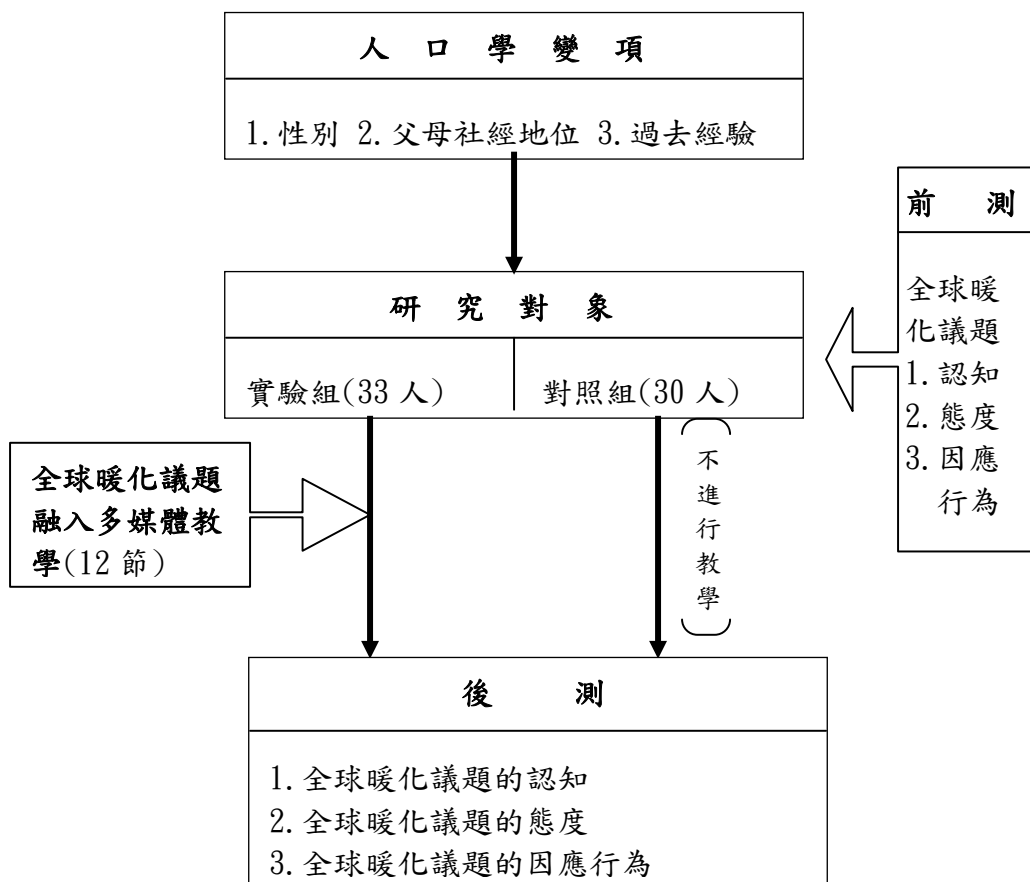 人 口 學 變 項
1.性別 2.父母社經地位 3.過去經驗
前 測
全球暖
化議題
1.認知
2.態度
3.因應
行為
研 究 對 象
實驗組(33 人)
對照組(30 人)
全球暖化議題
融入多媒體教
學(12 節)
(不進行教學)
後 測
1.全球暖化議題的認知
2.全球暖化議題的態度
3.全球暖化議題的因應行為